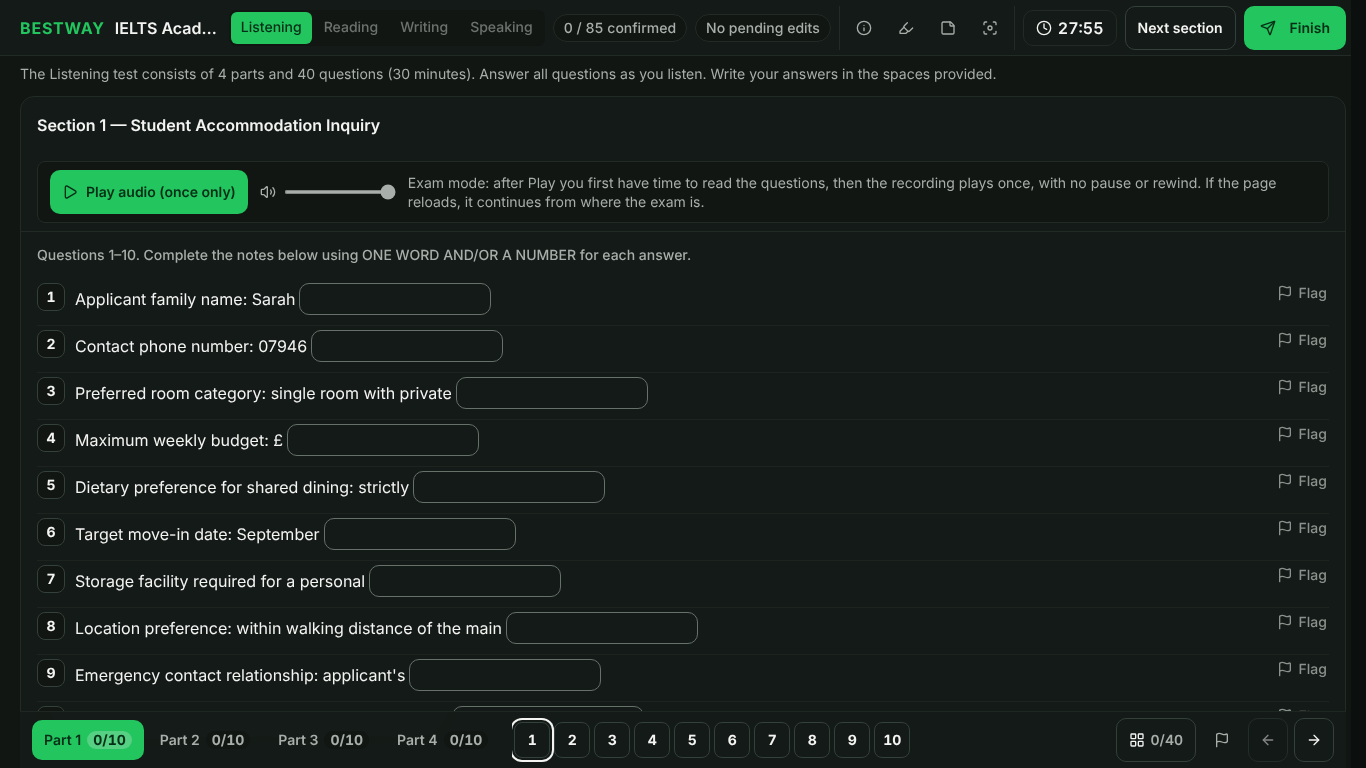 BESTWAY IELTS Acad... Listening Reading Writing Speaking 0 / 85 confirmed No pending edits 27:55 Next section Finish
The Listening test consists of 4 parts and 40 questions (30 minutes). Answer all questions as you listen. Write your answers in the spaces provided.
Section 1 — Student Accommodation Inquiry
Play audio (once only)
Exam mode: after Play you first have time to read the questions, then the recording plays once, with no pause or rewind. If the page
reloads, it continues from where the exam is.
Questions 1–10. Complete the notes below using ONE WORD AND/OR A NUMBER for each answer.
1 Applicant family name: Sarah Flag
2 Contact phone number: 07946 Flag
3 Preferred room category: single room with private Flag
4 Maximum weekly budget: £ Flag
5 Dietary preference for shared dining: strictly Flag
6 Target move-in date: September Flag
7 Storage facility required for a personal Flag
8 Location preference: within walking distance of the main Flag
9 Emergency contact relationship: applicant's Flag
Part 1 0/10 Part 2 0/10 Part 3 0/10 Part 4 0/10 1 2 3 4 5 6 7 8 9 10 0/40